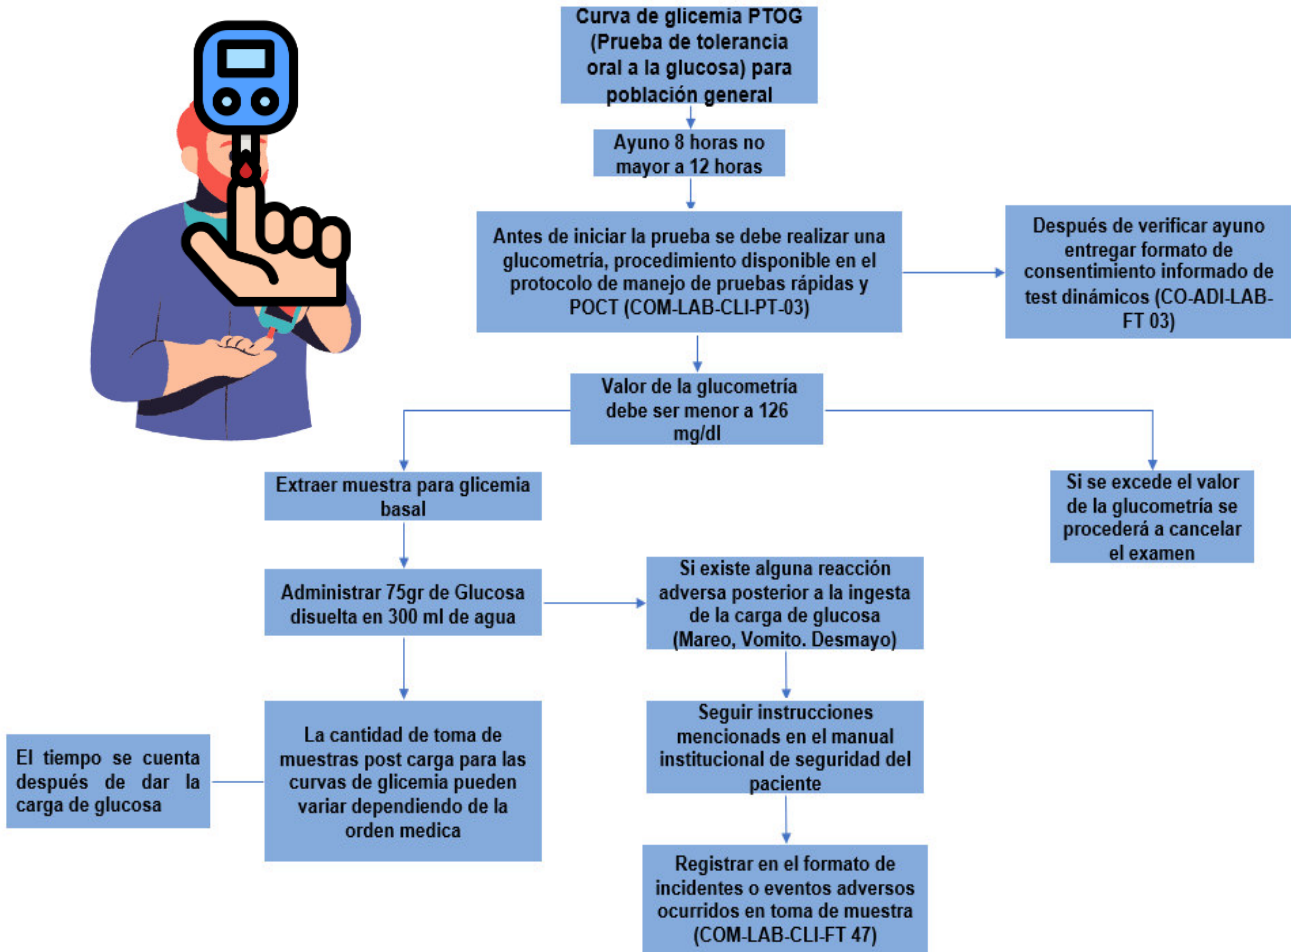 Curva de glicemia PTOG
(Prueba de tolerancia
oral a la glucosa) para
población general
Ayuno 8 horas no
mayor a 12 horas
Antes de iniciar la prueba se debe realizar una
glucometría, procedimiento disponible en el
protocolo de manejo de pruebas rápidas y
POCT (COM-LAB-CLI-PT-03)
Después de verificar ayuno
entregar formato de
consentimiento informado de
test dinámicos (CO-ADI-LAB-
FT 03)
Valor de la glucometría
debe ser menor a 126
mg/dl
Extraer muestra para glicemia
basal
Si se excede el valor
de la glucometría se
procederá a cancelar
el examen
Administrar 75gr de Glucosa
disuelta en 300 ml de agua
Si existe alguna reacción
adversa posterior a la ingesta
de la carga de glucosa
(Mareo, Vomito. Desmayo)
El tiempo se cuenta
después de dar la
carga de glucosa
La cantidad de toma de
muestras post carga para las
curvas de glicemia pueden
variar dependiendo de la
orden medica
Seguir instrucciones
mencionads en el manual
institucional de seguridad del
paciente
Registrar en el formato de
incidentes o eventos adversos
ocurridos en toma de muestra
(COM-LAB-CLI-FT 47)